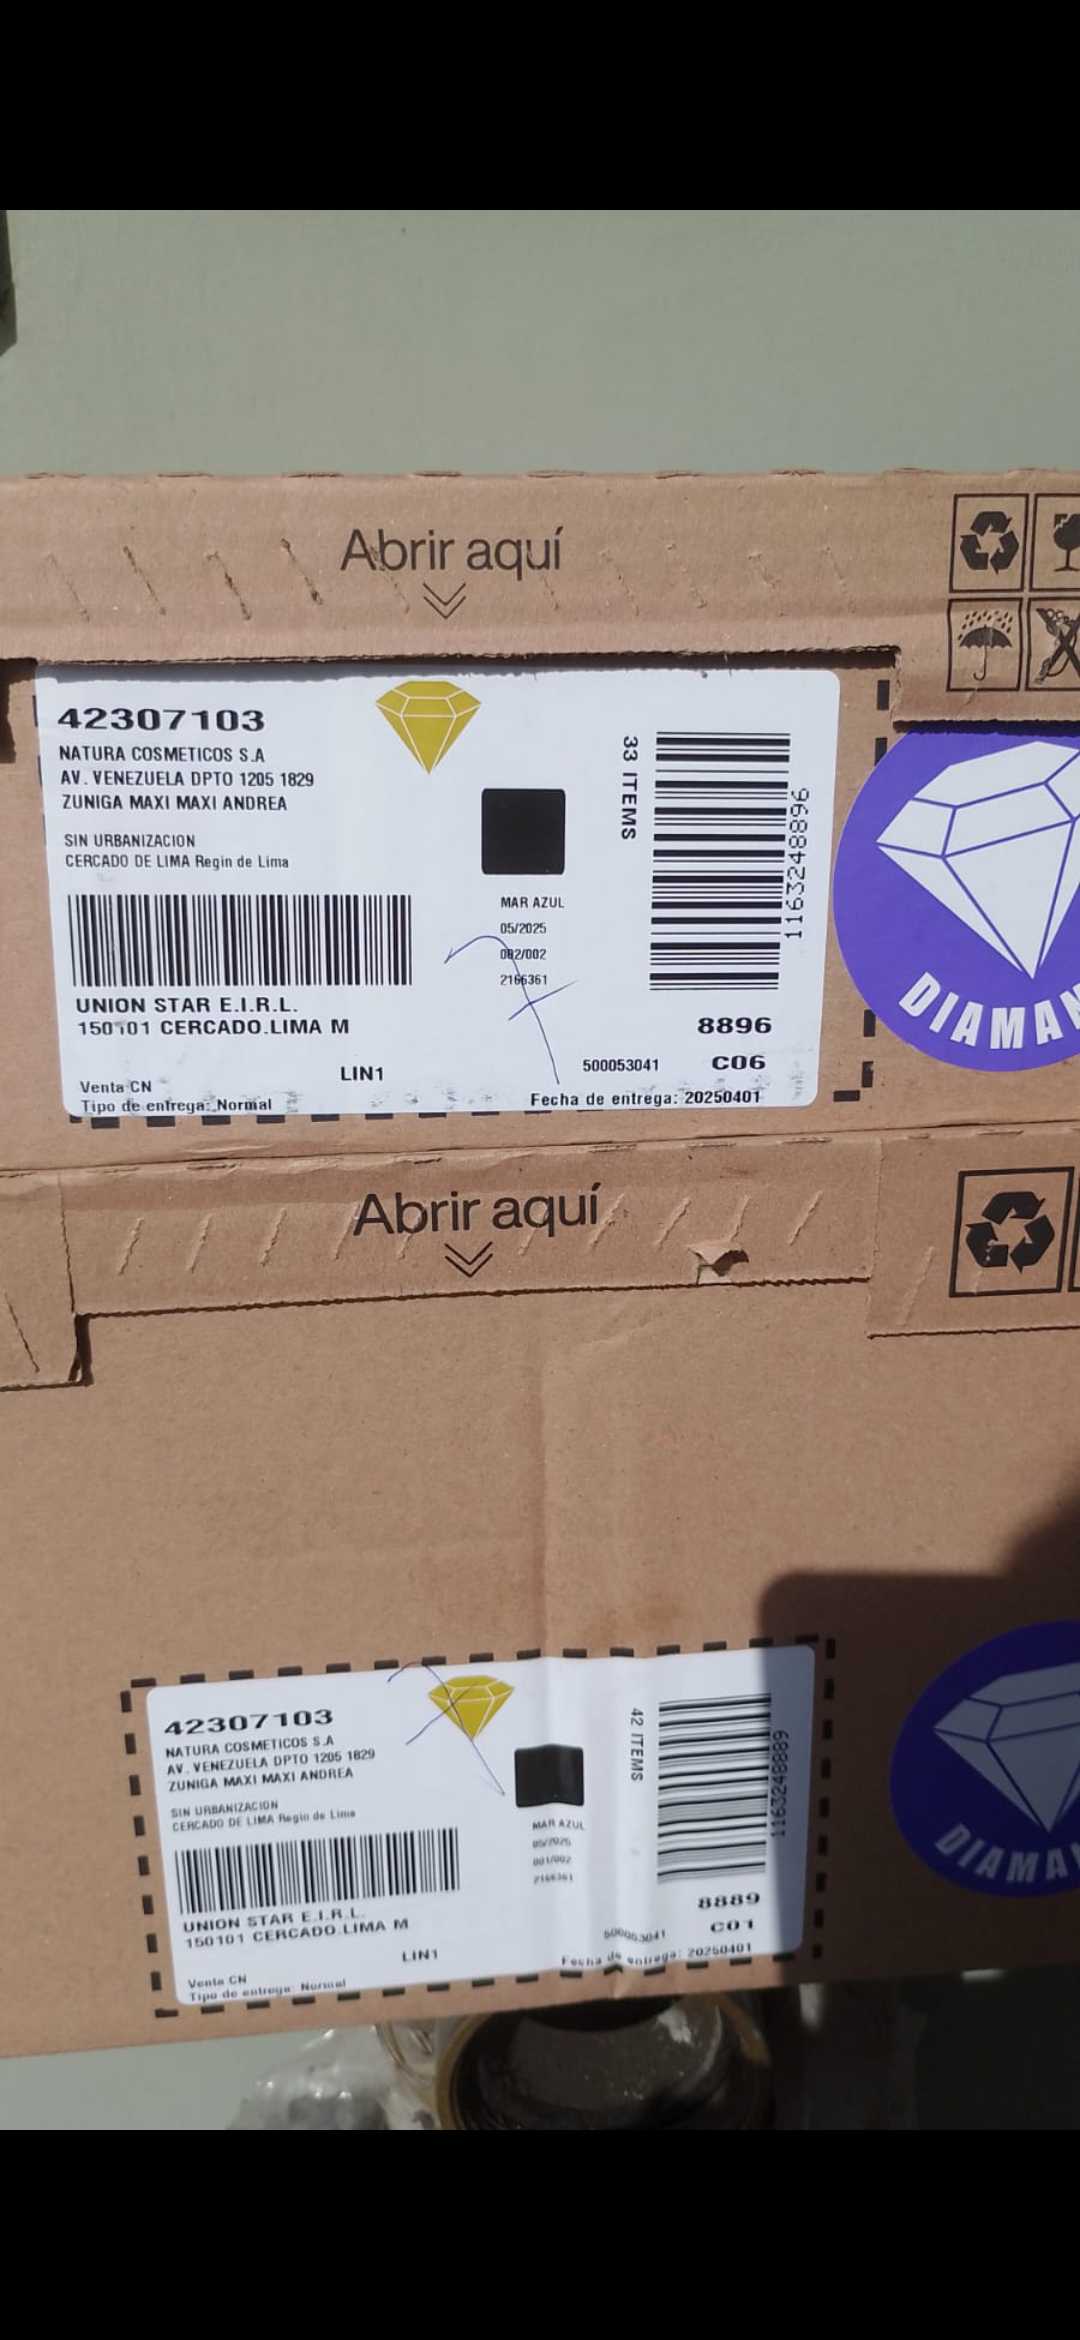 Abrir aquí
42307103
NATURA COSMETICOS S.A
AV. VENEZUELA DPTO 1205 1829
ZUNIGA MAXI MAXI ANDREA
SIN URBANIZACION
CERCADO DE LIMA Regin de Lima
33 ITEMS
1163248896
MAR AZUL
05/2025
002/002
2166361
UNION STAR E.I.R.L.
150101 CERCADO.LIMA M
8896
LIN1
500053041
C06
Venta CN
Tipo de entrega: Normal
Fecha de entrega: 20250401
DIAMAN
Abrir aquí
42307103
NATURA COSMETICOS S.A
AV. VENEZUELA DPTO 1205 1829
ZUNIGA MAXI MAXI ANDREA
SIN URBANIZACION
CERCADO DE LIMA Regin de Lima
42 ITEMS
1163248889
MAR AZUL
05/2025
001/002
2166361
UNION STAR E.I.R.L.
150101 CERCADO.LIMA M
8889
LIN1
500053041
C01
Venta CN
Tipo de entrega: Normal
Fecha de entrega: 20250401
DIAMA